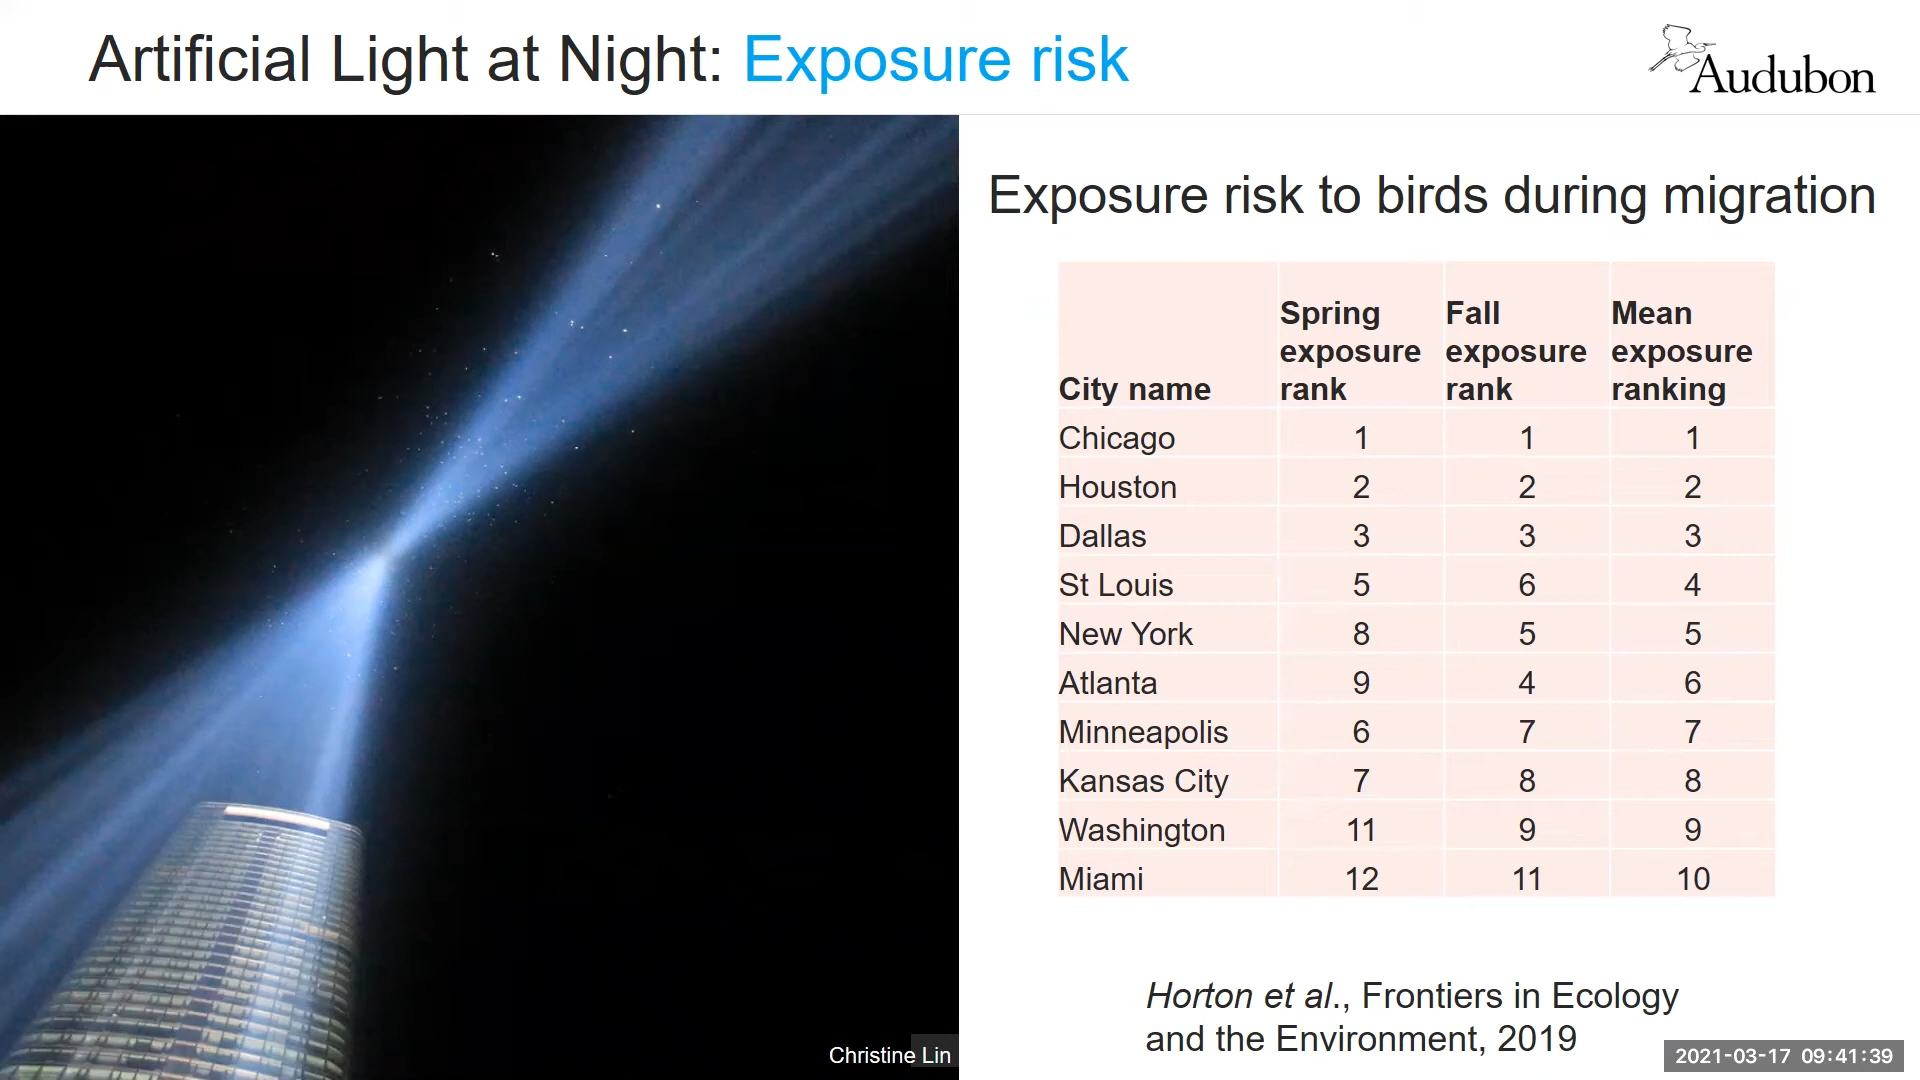 Artificial Light at Night: Exposure risk
Audubon
Exposure risk to birds during migration
City name Spring exposure rank Fall exposure rank Mean exposure ranking
Chicago 1 1 1
Houston 2 2 2
Dallas 3 3 3
St Louis 5 6 4
New York 8 5 5
Atlanta 9 4 6
Minneapolis 6 7 7
Kansas City 7 8 8
Washington 11 9 9
Miami 12 11 10
Horton et al., Frontiers in Ecology
and the Environment, 2019
Christine Lin
2021-03-17 09:41:39